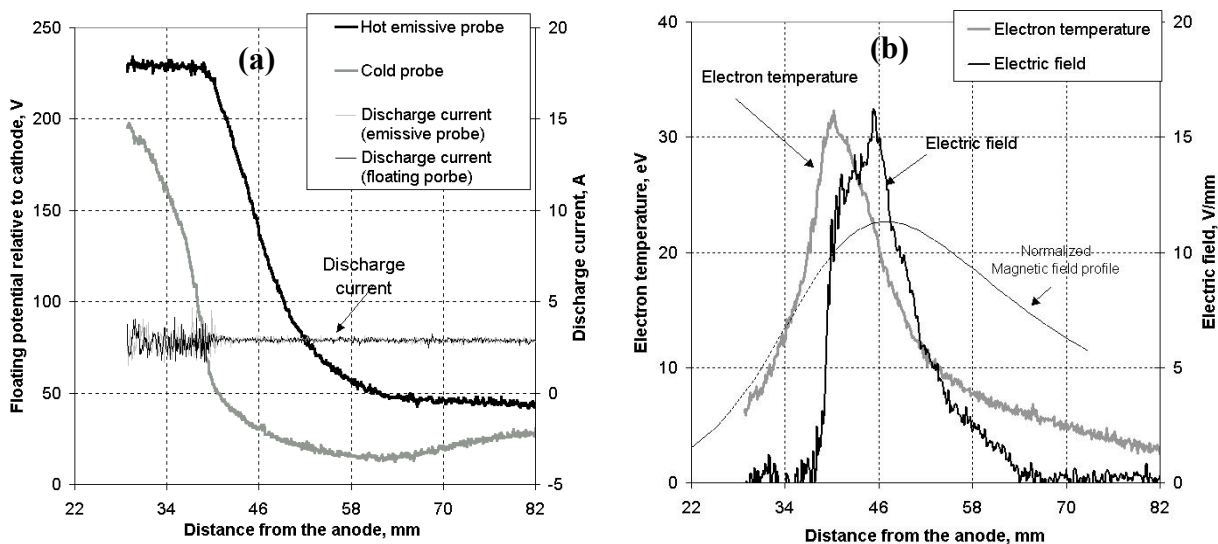 (a)
Hot emissive probe
Cold probe
Discharge current
(emissive probe)
Discharge current
(floating porbe)
Discharge
current
Floating potential relative to cathode, V
250
200
150
100
50
0
Discharge current, A
20
15
10
5
0
-5
22 34 46 58 70 82
Distance from the anode, mm
(b)
Electron temperature
Electric field
Electron temperature
Electric field
Normalized
Magnetic field profile
Electron temperature, eV
40
30
20
10
0
Electric field, V/mm
20
15
10
5
0
22 34 46 58 70 82
Distance from the anode, mm